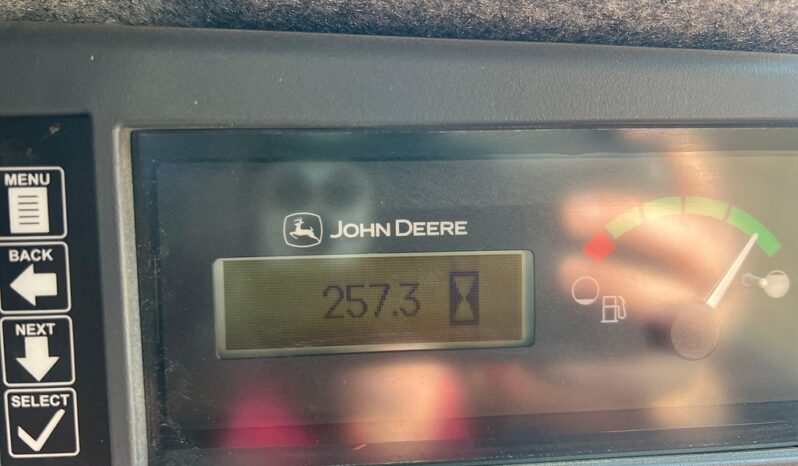 MENU
BACK
NEXT
SELECT
JOHN DEERE
257.3